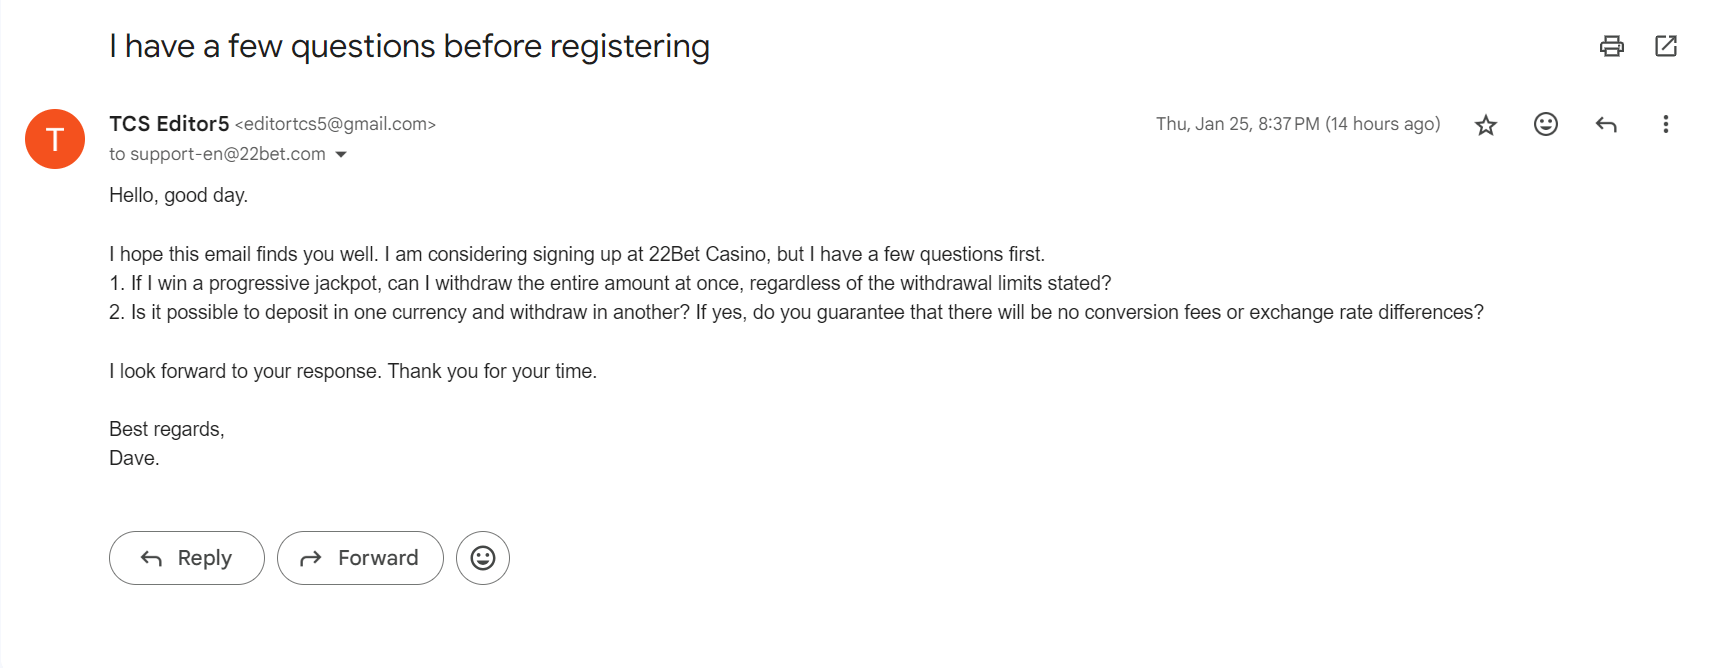 I have a few questions before registering
T
TCS Editor5 <editortcs5@gmail.com>
Thu, Jan 25, 8:37 PM (14 hours ago)
to support-en@22bet.com
Hello, good day.
I hope this email finds you well. I am considering signing up at 22Bet Casino, but I have a few questions first.
1. If I win a progressive jackpot, can I withdraw the entire amount at once, regardless of the withdrawal limits stated?
2. Is it possible to deposit in one currency and withdraw in another? If yes, do you guarantee that there will be no conversion fees or exchange rate differences?
I look forward to your response. Thank you for your time.
Best regards,
Dave.
Reply
Forward